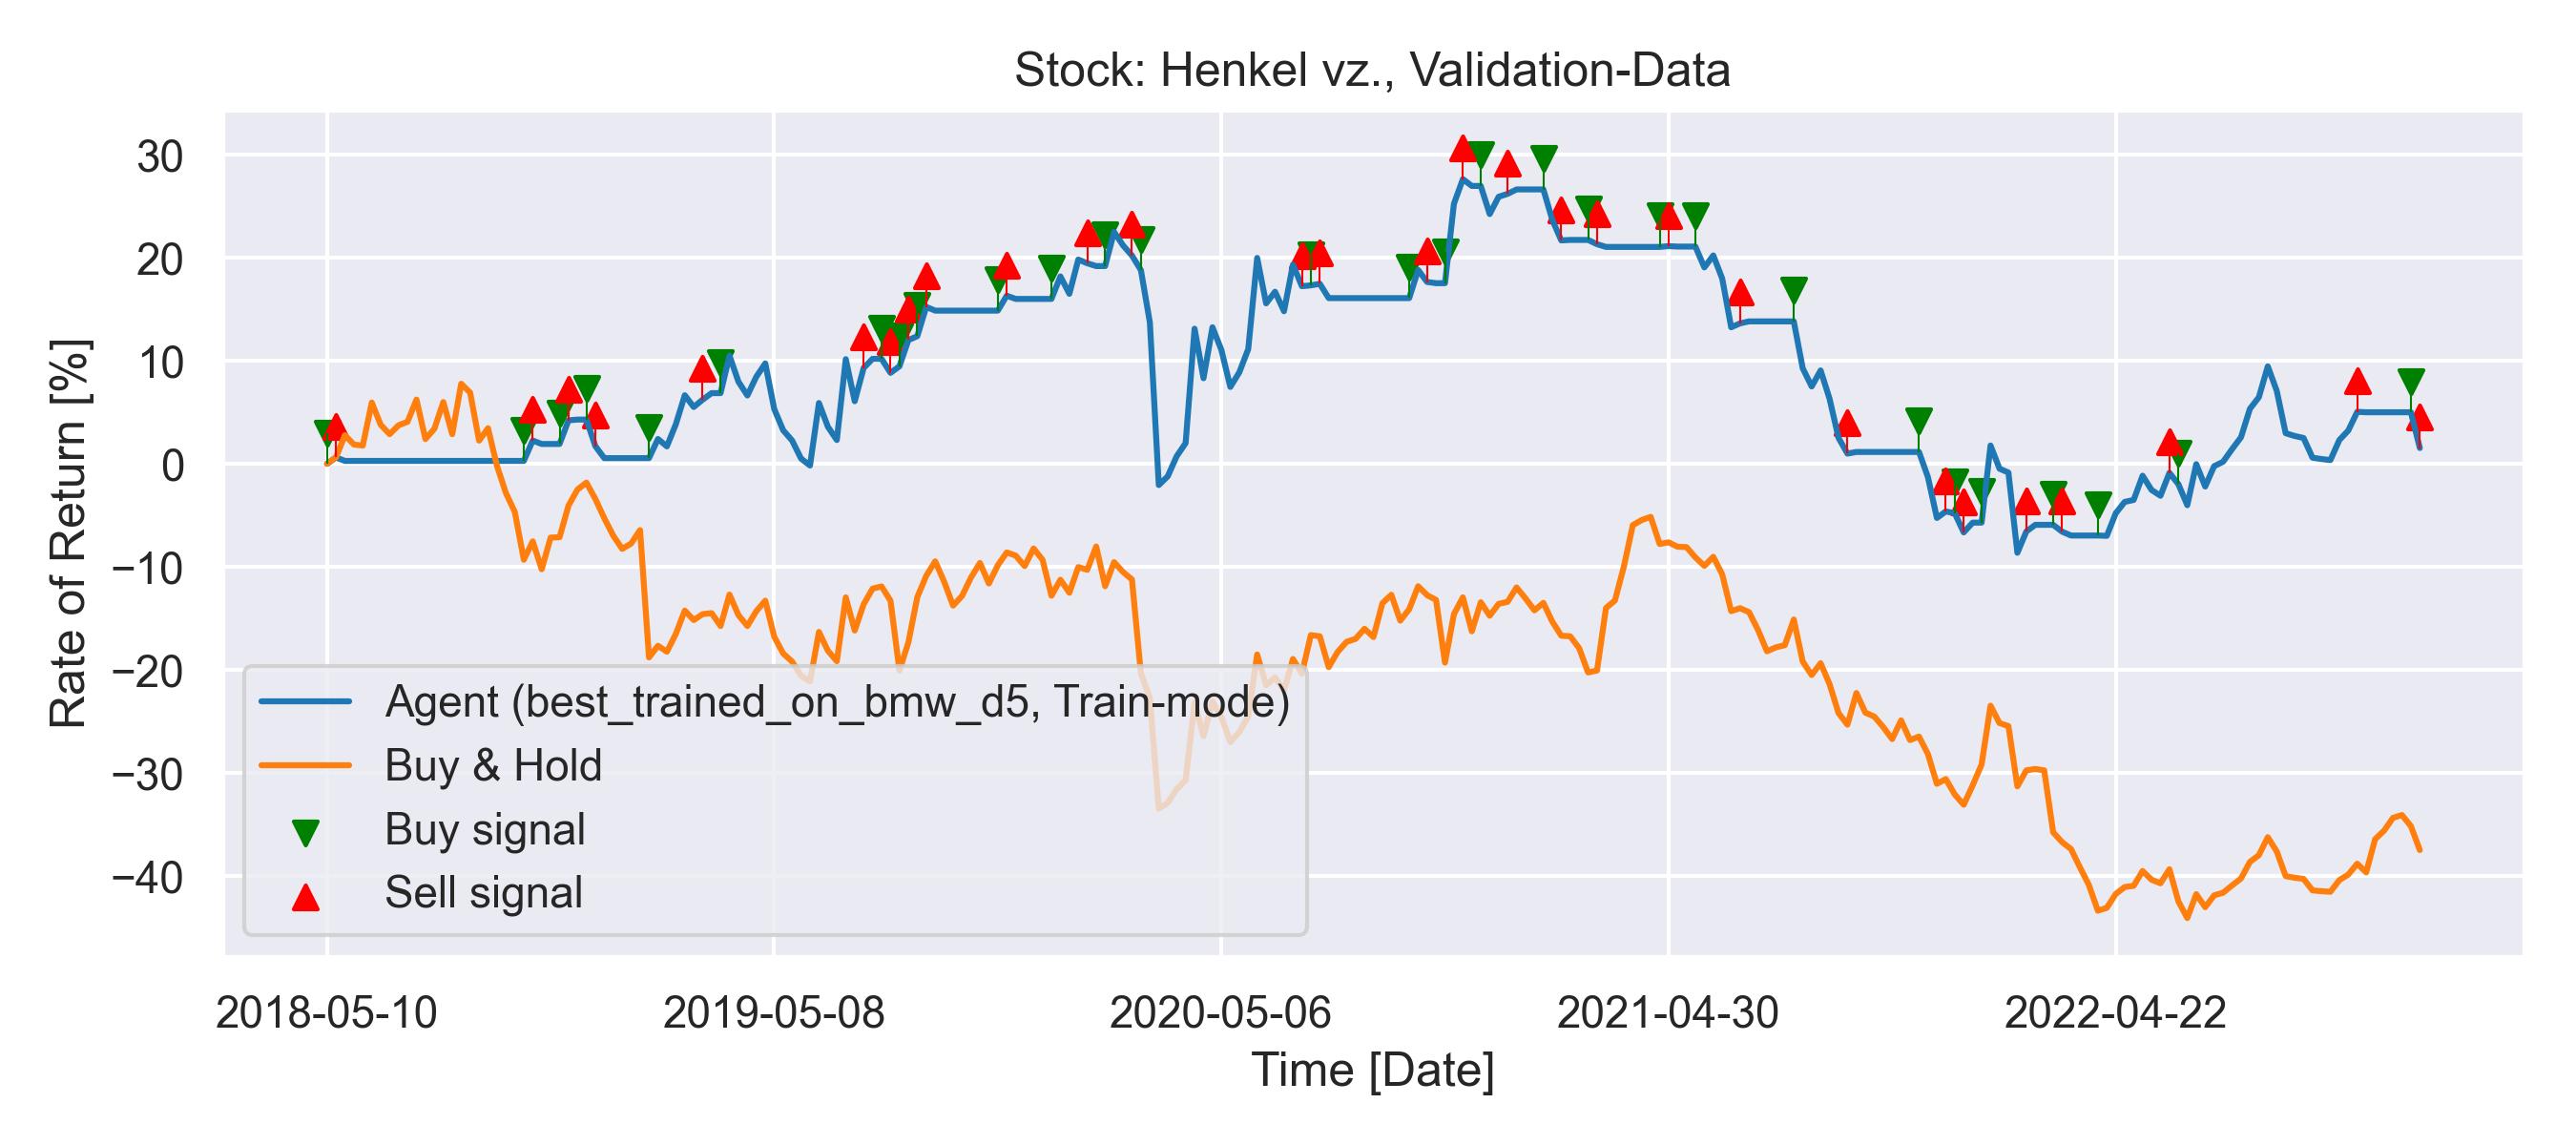 Stock: Henkel vz., Validation-Data
Rate of Return [%]
30
20
10
0
−10
−20
−30
−40
Agent (best_trained_on_bmw_d5, Train-mode)
Buy & Hold
Buy signal
Sell signal
2018-05-10 2019-05-08 2020-05-06 2021-04-30 2022-04-22
Time [Date]